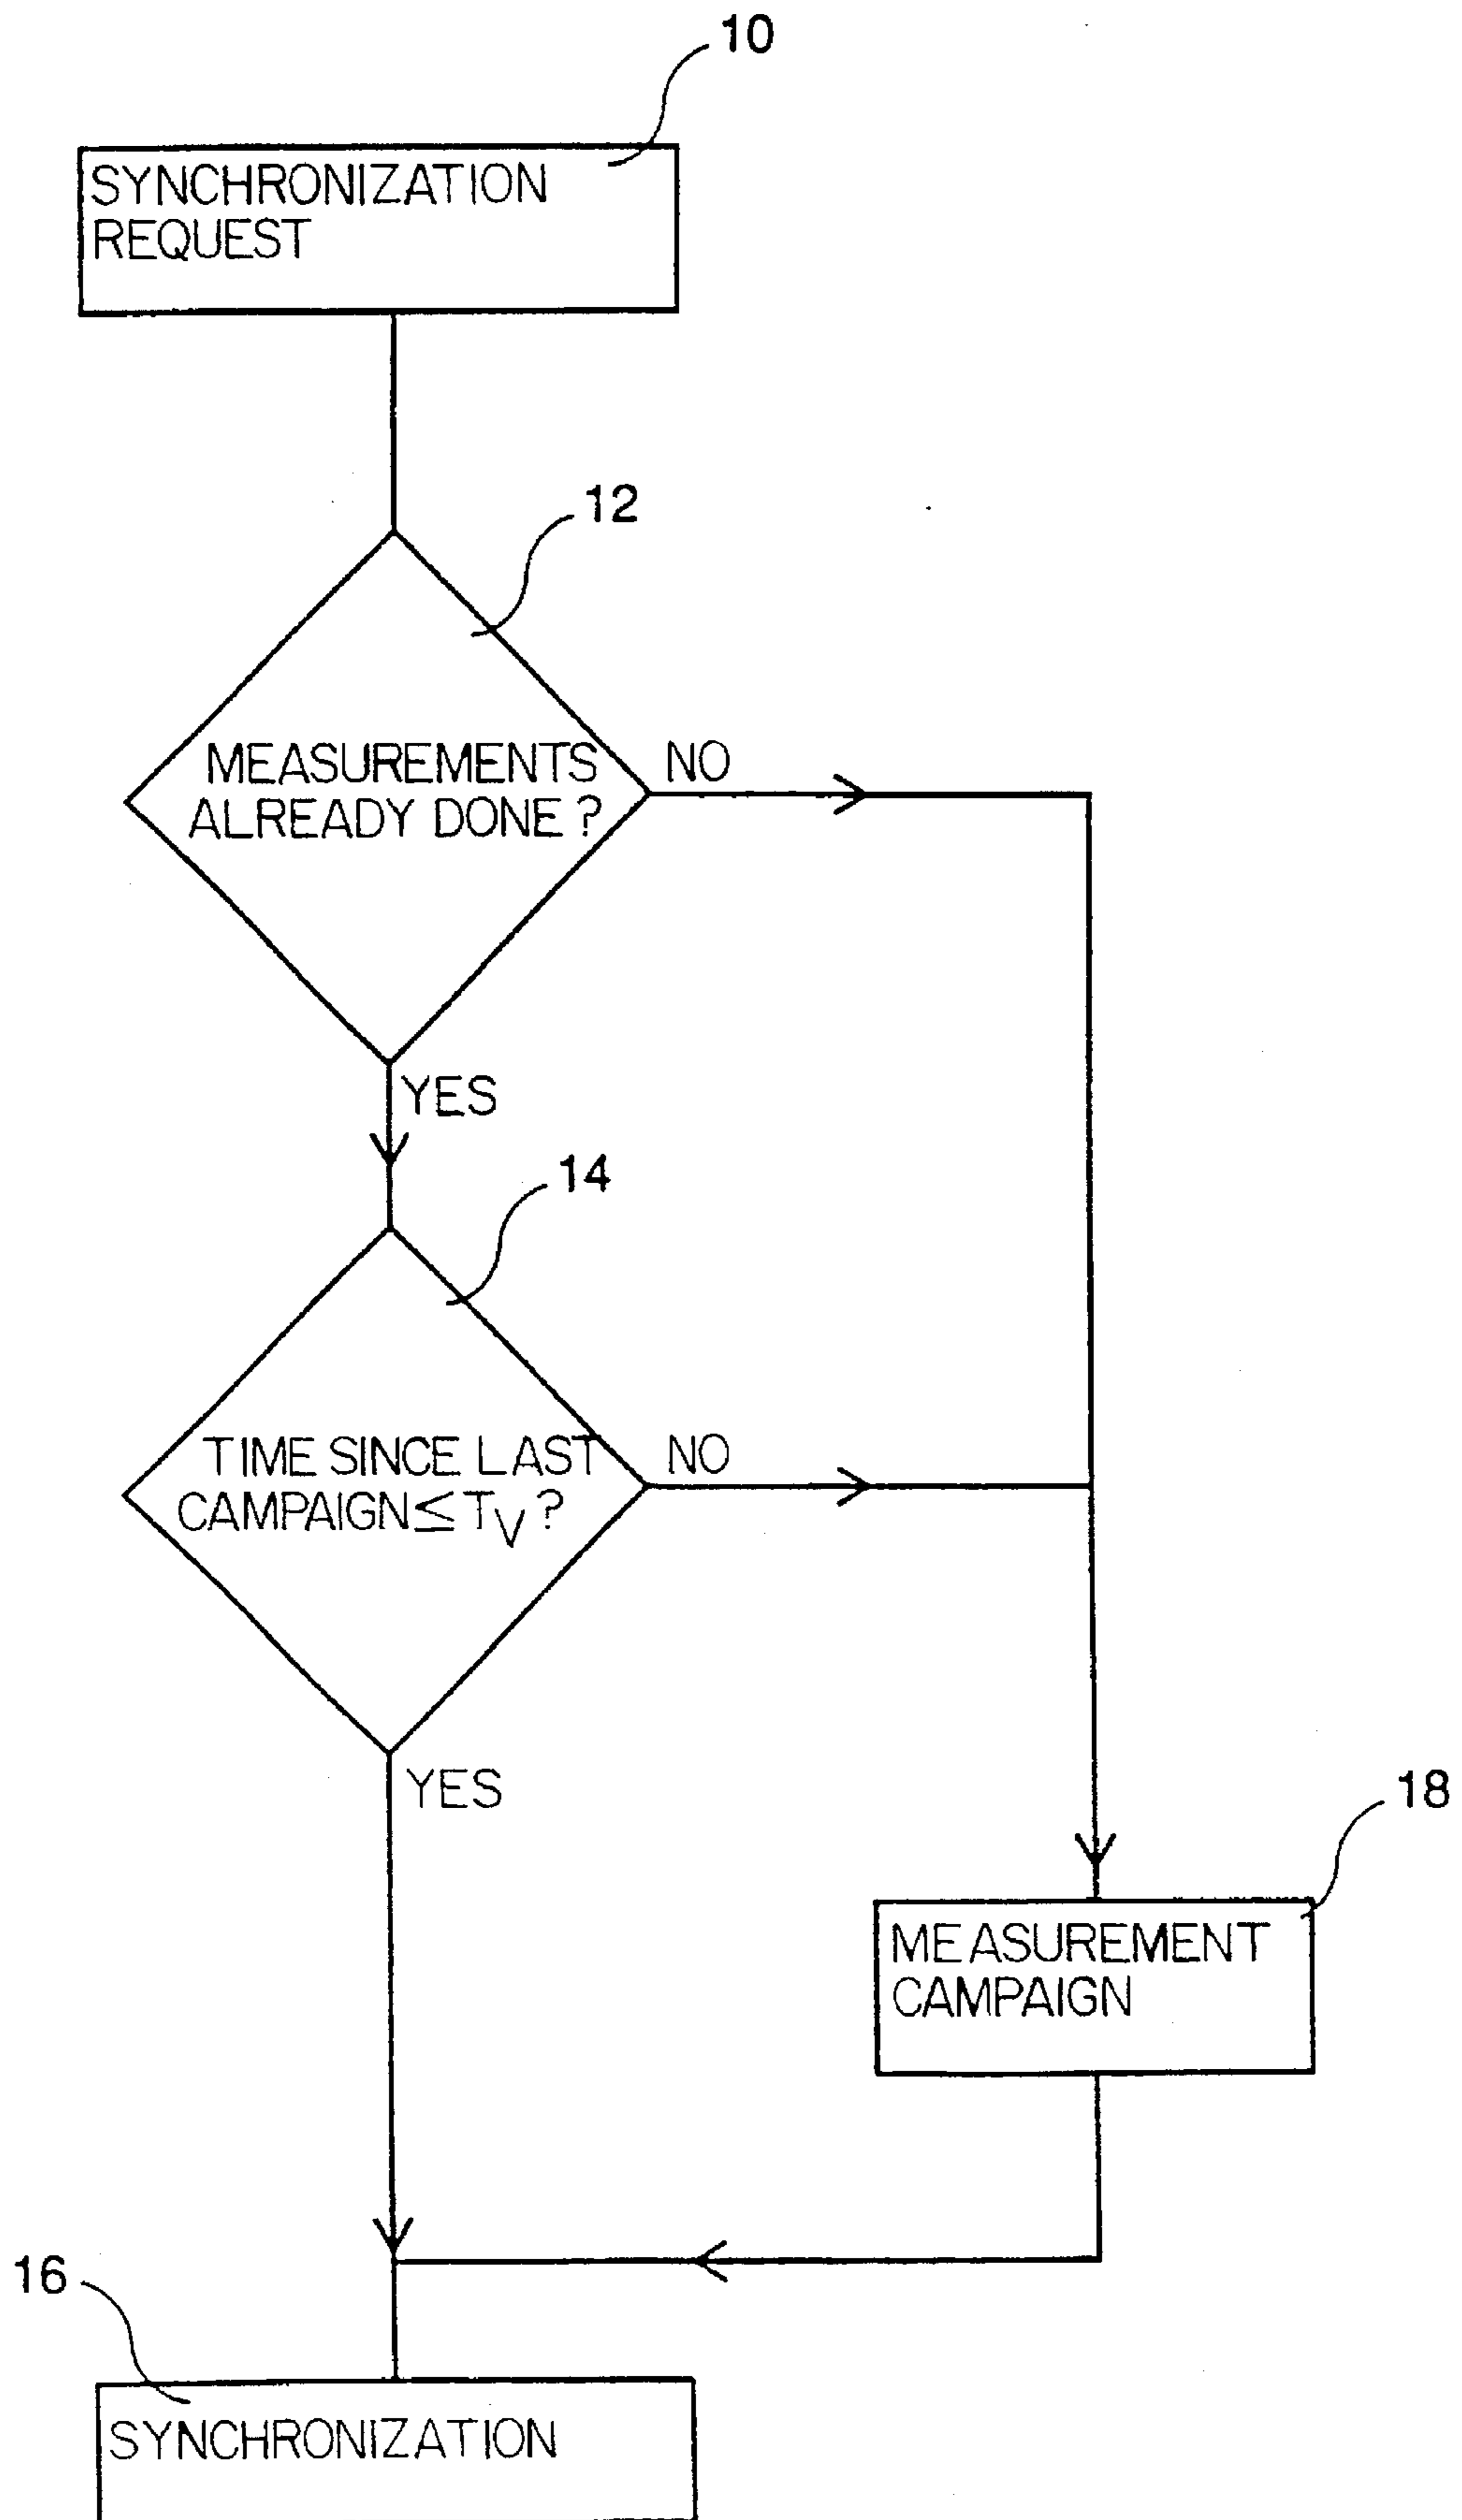 10
SYNCHRONIZATION
REQUEST
12
MEASUREMENTS
ALREADY DONE ?
NO
YES
14
TIME SINCE LAST
CAMPAIGN ≤ TV ?
NO
YES
18
MEASUREMENT
CAMPAIGN
16
SYNCHRONIZATION